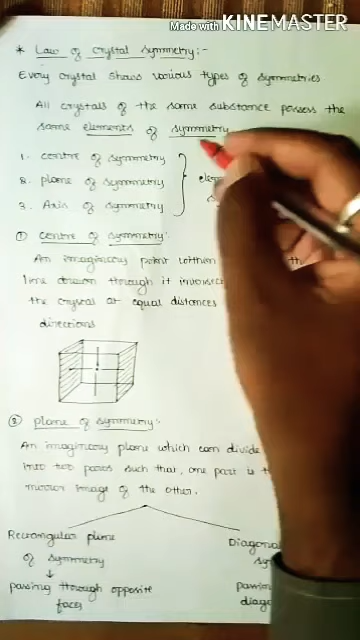 Made with KINEMASTER
* Law of crystal symmetry:-
Every crystal shows various types of symmetries
All crystals of the same substance possess the
same elements of symmetry
1. centre of symmetry
2. plane of symmetry
3. Axis of symmetry
① centre of symmetry:-
An imaginary point within
line drawn through it
the crystal at equal distances
directions
② plane of symmetry:-
An imaginary plane which can divide
into two parts such that, one part is
mirror image of the other.
Rectangular plane
of symmetry
↓
passing through opposite
faces